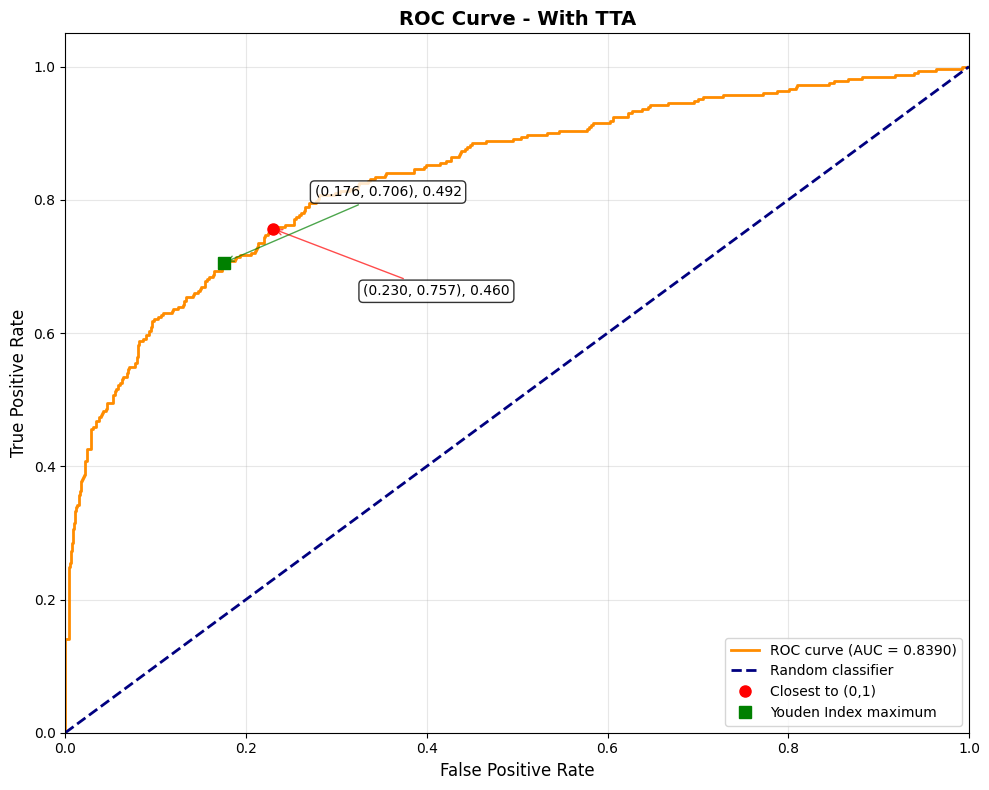 ROC Curve - With TTA
True Positive Rate
1.0
0.8
0.6
0.4
0.2
0.0
(0.176, 0.706), 0.492
(0.230, 0.757), 0.460
ROC curve (AUC = 0.8390)
Random classifier
Closest to (0,1)
Youden Index maximum
0.0 0.2 0.4 0.6 0.8 1.0
False Positive Rate